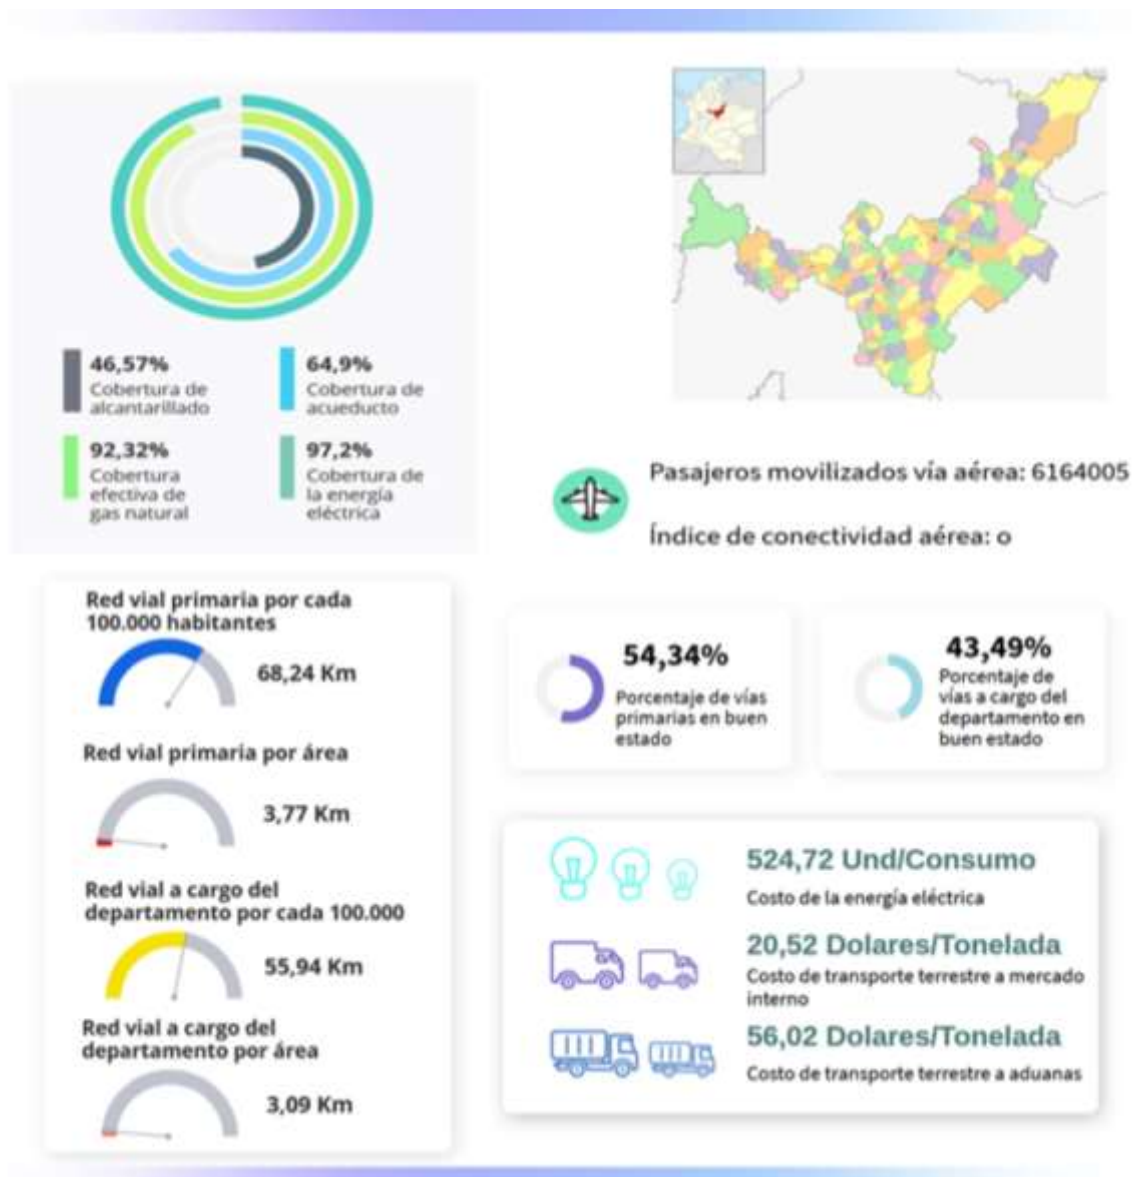 46,57%
Cobertura de
alcantarillado
64,9%
Cobertura de
acueducto
92,32%
Cobertura
efectiva de
gas natural
97,2%
Cobertura de
la energía
eléctrica
Pasajeros movilizados vía aérea: 6164005
Índice de conectividad aérea: 0
Red vial primaria por cada
100.000 habitantes
68,24 Km
Red vial primaria por área
3,77 Km
Red vial a cargo del
departamento por cada 100.000
55,94 Km
Red vial a cargo del
departamento por área
3,09 Km
54,34%
Porcentaje de vías
primarias en buen
estado
43,49%
Porcentaje de
vías a cargo del
departamento en
buen estado
524,72 Und/Consumo
Costo de la energía eléctrica
20,52 Dolares/Tonelada
Costo de transporte terrestre a mercado
interno
56,02 Dolares/Tonelada
Costo de transporte terrestre a aduanas